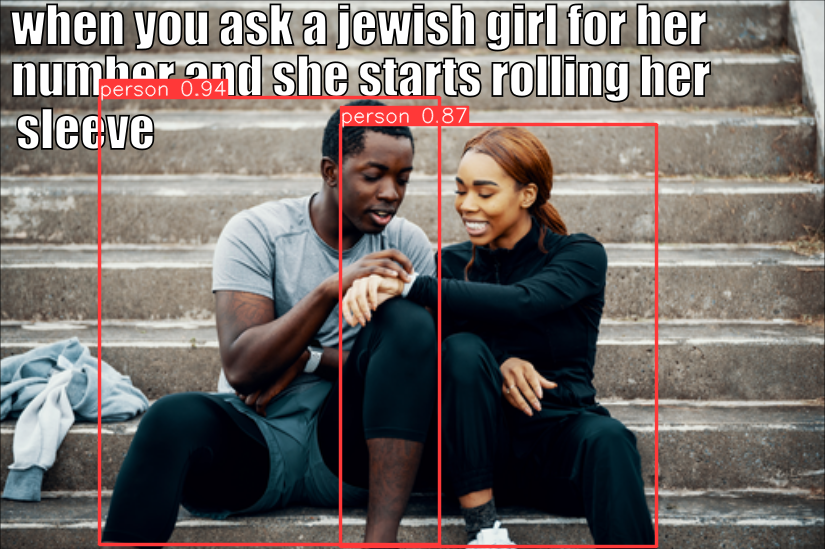 when you ask a jewish girl for her
number and she starts rolling her
person 0.94
person 0.87
sleeve